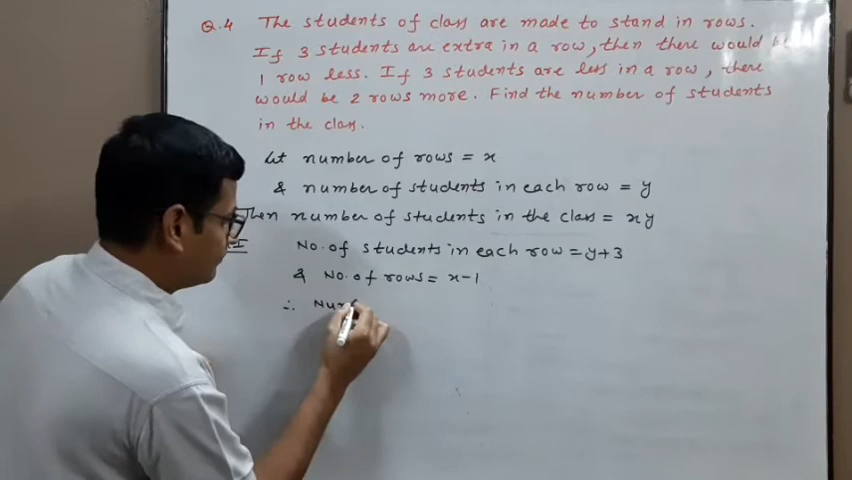 Q.4 The students of class are made to stand in rows.
If 3 students are extra in a row, then there would be
1 row less. If 3 students are less in a row, there
would be 2 rows more. Find the number of students
in the class.
Let number of rows = x
& number of students in each row = y
Then number of students in the class = xy
No. of students in each row = y+3
& No. of rows = x-1
∴